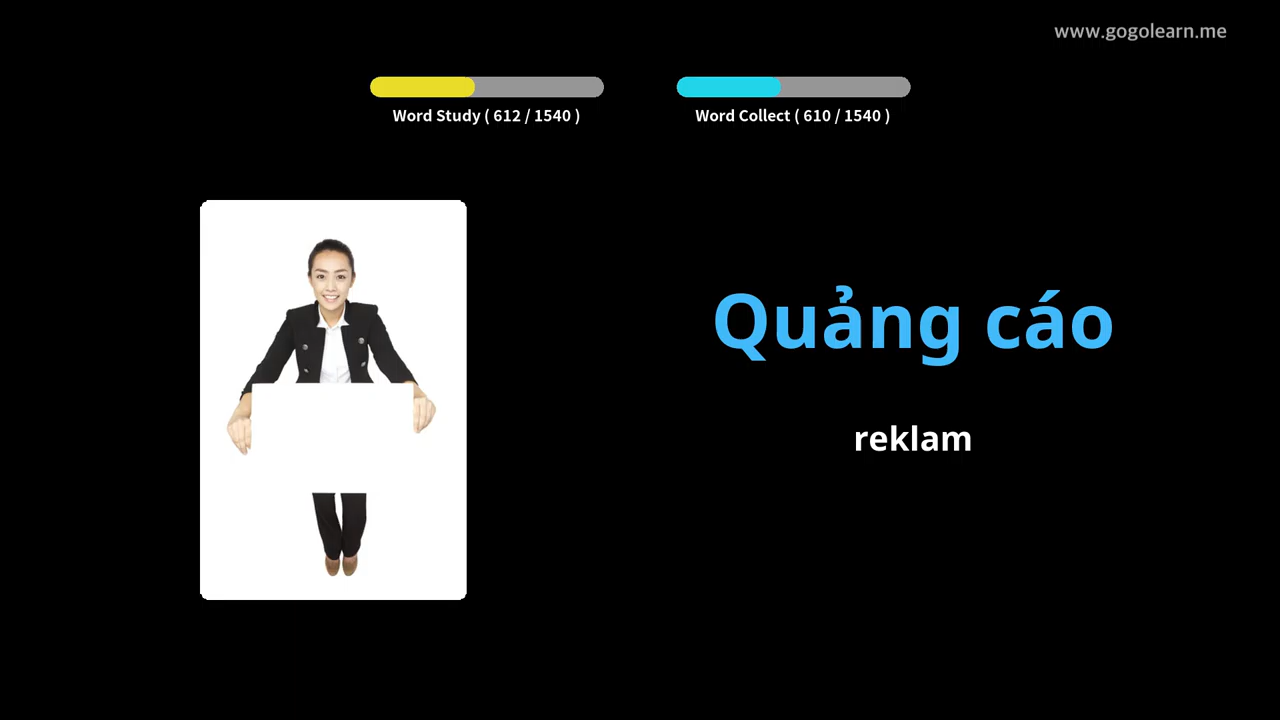 www.gogolearn.me
Word Study ( 612 / 1540 )
Word Collect ( 610 / 1540 )
Quảng cáo
reklam